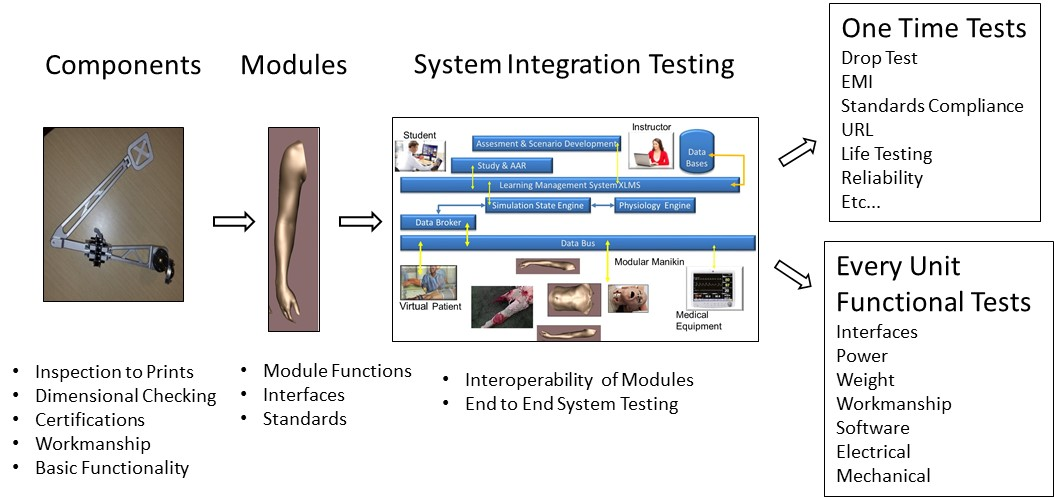 Components
Modules
System Integration Testing
Student
Assesment & Scenario Development
Instructor
Data
Bases
Study & AAR
Learning Management System XLMS
Simulation State Engine
Physiology Engine
Data Broker
Data Bus
Modular Manikin
Virtual Patient
Medical
Equipment
• Inspection to Prints
• Dimensional Checking
• Certifications
• Workmanship
• Basic Functionality
• Module Functions
• Interfaces
• Standards
• Interoperability of Modules
• End to End System Testing
One Time Tests
Drop Test
EMI
Standards Compliance
URL
Life Testing
Reliability
Etc...
Every Unit
Functional Tests
Interfaces
Power
Weight
Workmanship
Software
Electrical
Mechanical